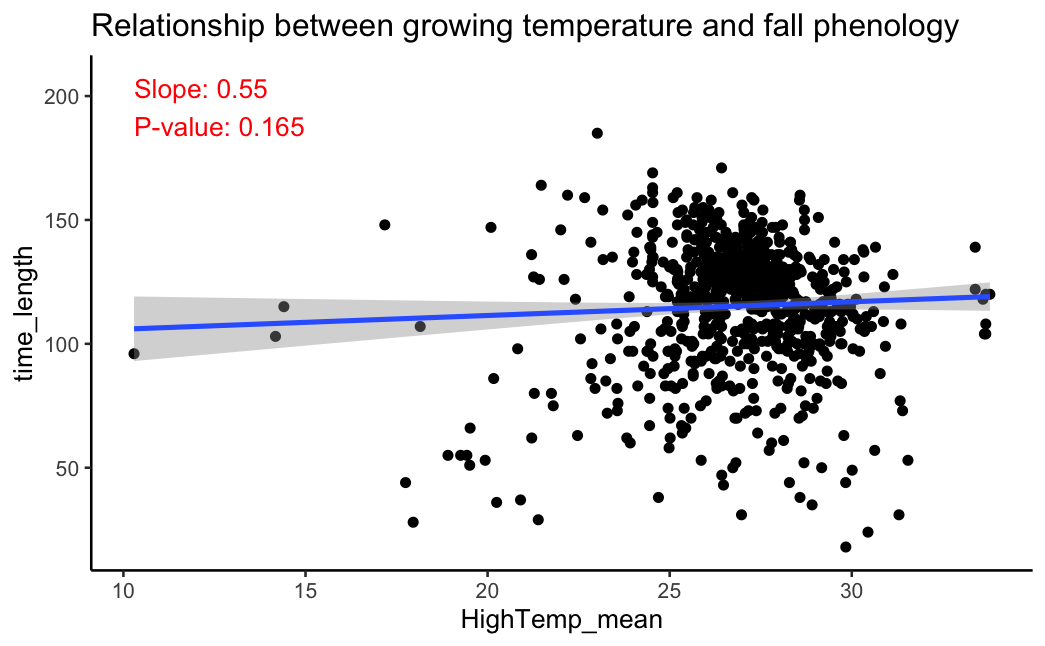 Relationship between growing temperature and fall phenology
Slope: 0.55
P-value: 0.165
200
150
100
50
time_length
10 15 20 25 30
HighTemp_mean